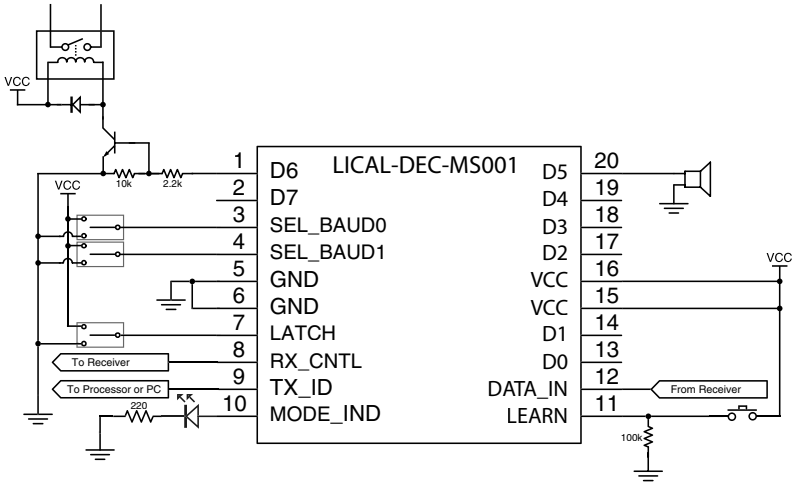 VCC
LICAL-DEC-MS001
1 D6
10k 2.2k
VCC
2 D7
3 SEL_BAUD0
4 SEL_BAUD1
5 GND
6 GND
7 LATCH
To Receiver 8 RX_CNTL
To Processor or PC 9 TX_ID
220 10 MODE_IND
D5 20
D4 19
D3 18
D2 17
VCC 16
VCC
VCC 15
D1 14
D0 13
DATA_IN 12 From Receiver
LEARN 11
100k